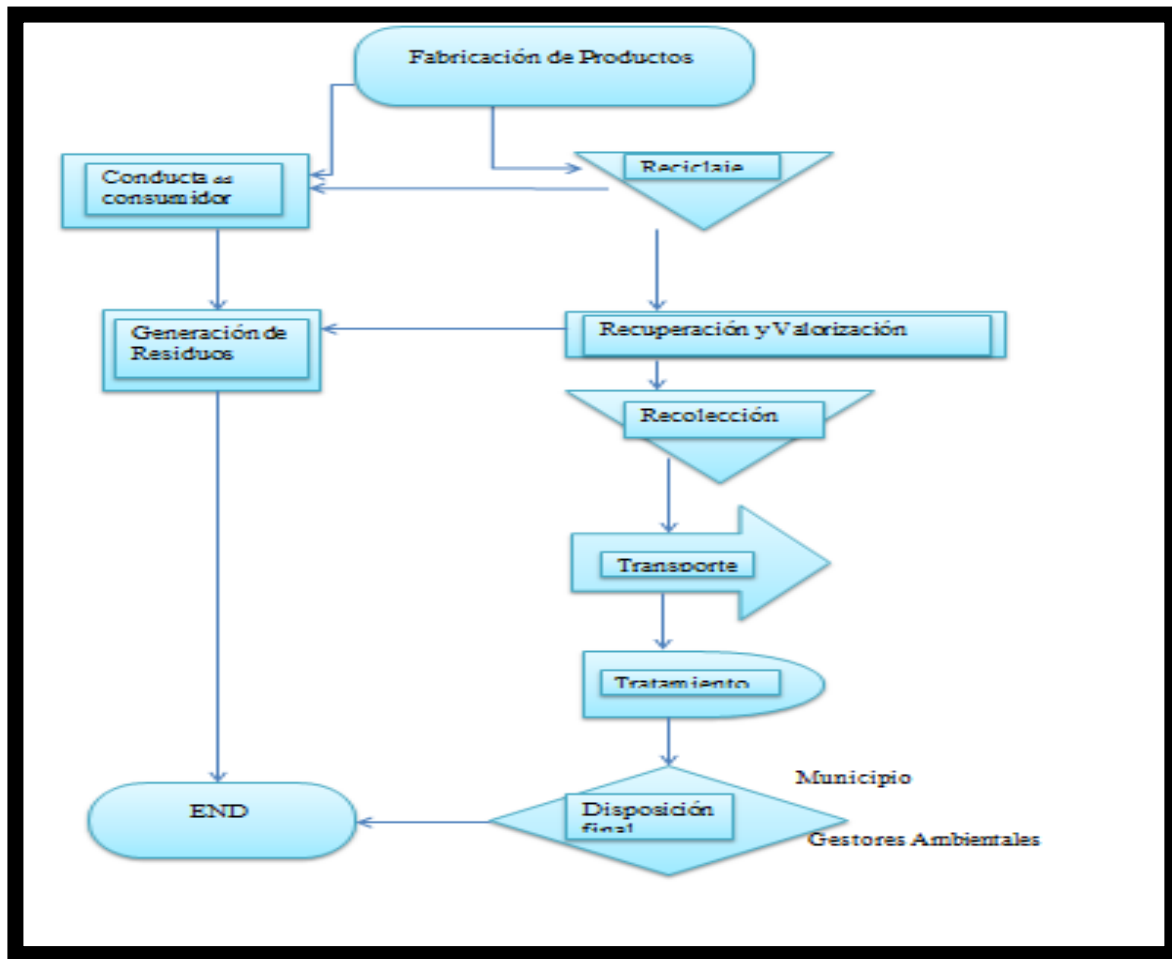 Fabricación de Productos
Reciclaje
Conducta del
consumidor
Generación de
Residuos
Recuperación y Valorización
Recolección
Transporte
Tratamiento
Municipio
END
Disposición
final
Gestores Ambientales